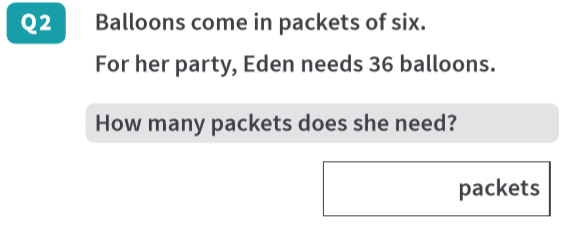 Q2 Balloons come in packets of six.
For her party, Eden needs 36 balloons.
How many packets does she need?
packets